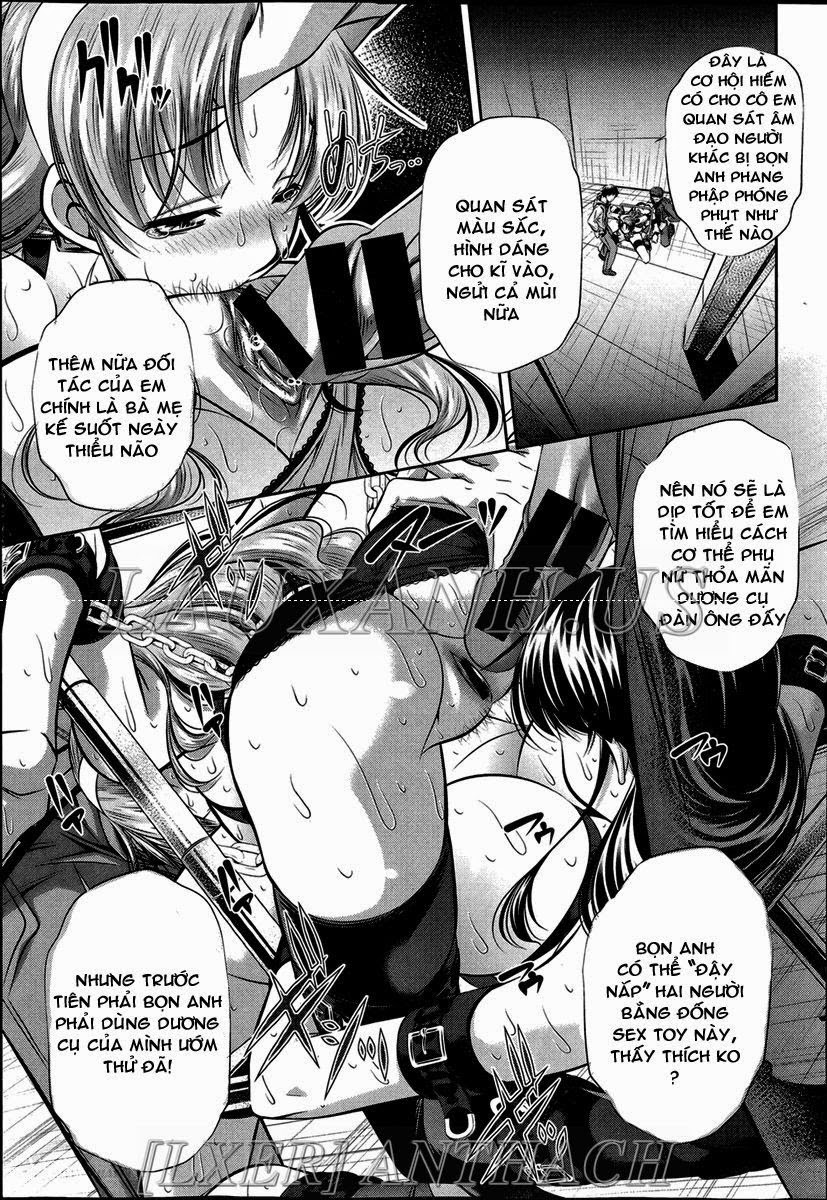 ĐÂY LÀ
CƠ HỘI HIẾM
CÓ CHO CÔ EM
QUAN SÁT ÂM
ĐẠO NGƯỜI
KHÁC BỊ BỌN
ANH PHANG
PHẬP PHÓNG
PHỤT NHƯ
THẾ NÀO
QUAN SÁT
MÀU SẮC,
HÌNH DÁNG
CHO KĨ VÀO,
NGỬI CẢ MÙI
NỮA
THÊM NỮA ĐỐI
TÁC CỦA EM
CHÍNH LÀ BÀ MẸ
KẾ SUỐT NGÀY
THIỂU NÃO
NÊN NÓ SẼ LÀ
DỊP TỐT ĐỂ EM
TÌM HIỂU CÁCH
CƠ THỂ PHỤ
NỮ THỎA MÃN
DƯƠNG CỤ
ĐÀN ÔNG ĐẤY
LAUXANH.US
BỌN ANH
CÓ THỂ "ĐẬY
NẮP" HAI NGƯỜI
BẰNG ĐỐNG
SEX TOY NÀY,
THẤY THÍCH KO
?
NHƯNG TRƯỚC
TIÊN PHẢI BỌN ANH
PHẢI DÙNG DƯƠNG
CỤ CỦA MÌNH ƯỚM
THỬ ĐÃ!
[LXER] ANTHACH